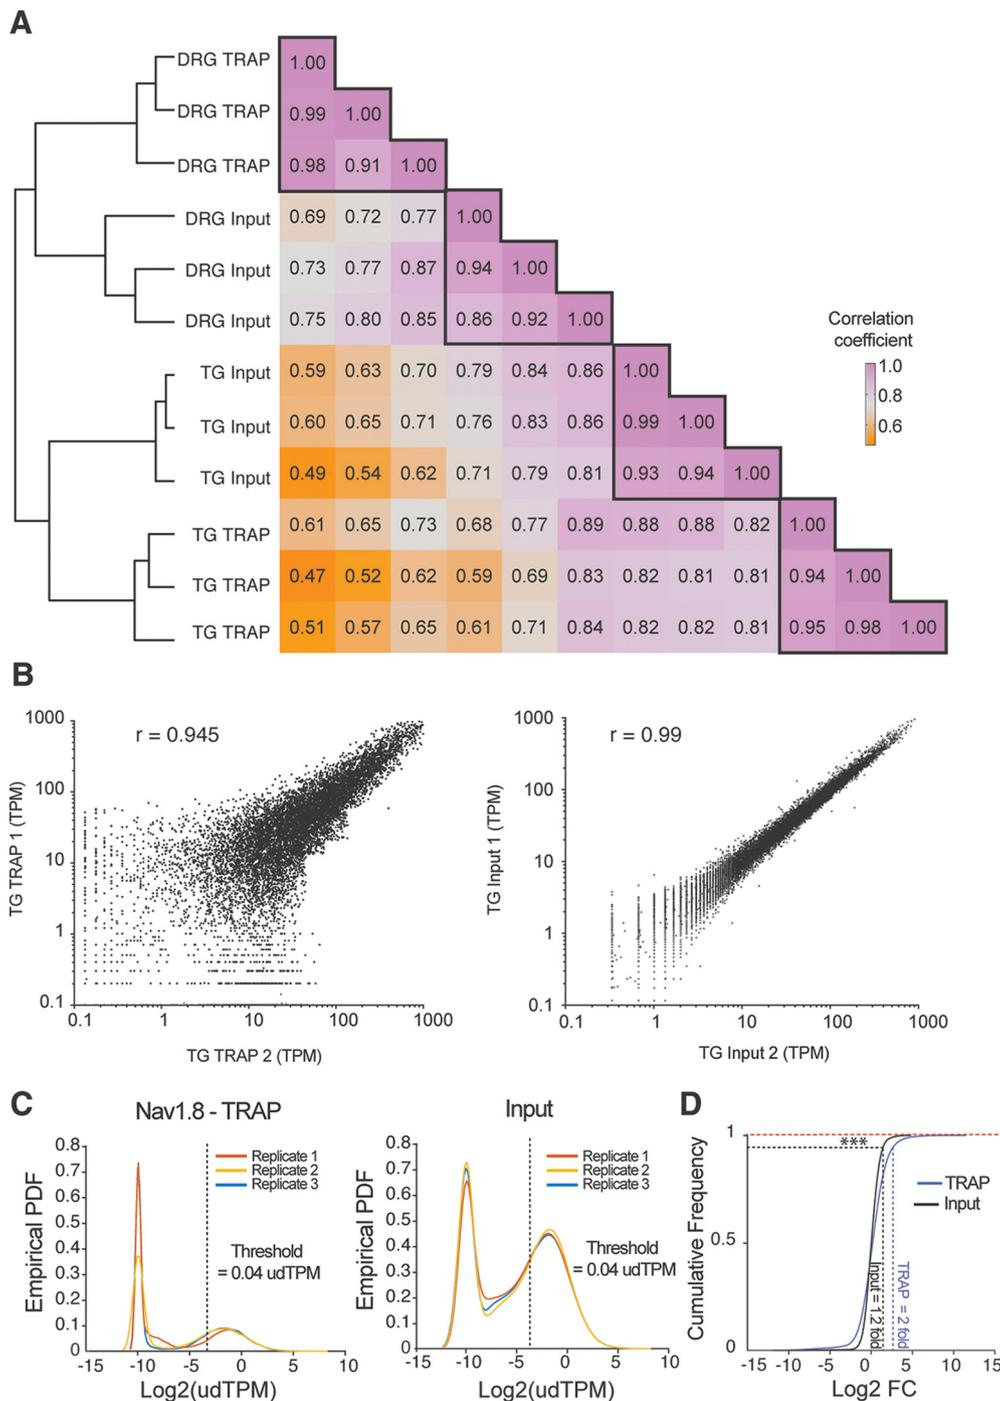 A
DRG TRAP 1.00
DRG TRAP 0.99 1.00
DRG TRAP 0.98 0.91 1.00
DRG Input 0.69 0.72 0.77 1.00
DRG Input 0.73 0.77 0.87 0.94 1.00
DRG Input 0.75 0.80 0.85 0.86 0.92 1.00
TG Input 0.59 0.63 0.70 0.79 0.84 0.86 1.00
TG Input 0.60 0.65 0.71 0.76 0.83 0.86 0.99 1.00
TG Input 0.49 0.54 0.62 0.71 0.79 0.81 0.93 0.94 1.00
TG TRAP 0.61 0.65 0.73 0.68 0.77 0.89 0.88 0.88 0.82 1.00
TG TRAP 0.47 0.52 0.62 0.59 0.69 0.83 0.82 0.81 0.81 0.94 1.00
TG TRAP 0.51 0.57 0.65 0.61 0.71 0.84 0.82 0.82 0.81 0.95 0.98 1.00
Correlation
coefficient
1.0
0.8
0.6
B
r = 0.945
TG TRAP 1 (TPM)
1000
100
10
1
0.1
0.1 1 10 100 1000
TG TRAP 2 (TPM)
r = 0.99
TG Input 1 (TPM)
1000
100
10
1
0.1
0.1 1 10 100 1000
TG Input 2 (TPM)
C
Nav1.8 - TRAP
Empirical PDF
0.8
0.7
0.6
0.5
0.4
0.3
0.2
0.1
0
Replicate 1
Replicate 2
Replicate 3
Threshold
= 0.04 udTPM
-15 -10 -5 0 5 10
Log2(udTPM)
Input
Empirical PDF
0.8
0.7
0.6
0.5
0.4
0.3
0.2
0.1
0
Replicate 1
Replicate 2
Replicate 3
Threshold
= 0.04 udTPM
-15 -10 -5 0 5 10
Log2(udTPM)
D
Cumulative Frequency
1
0.5
0
***
TRAP
Input
Input = 1.2 fold
TRAP = 2 fold
-15 -10 -5 0 5 10 15
Log2 FC